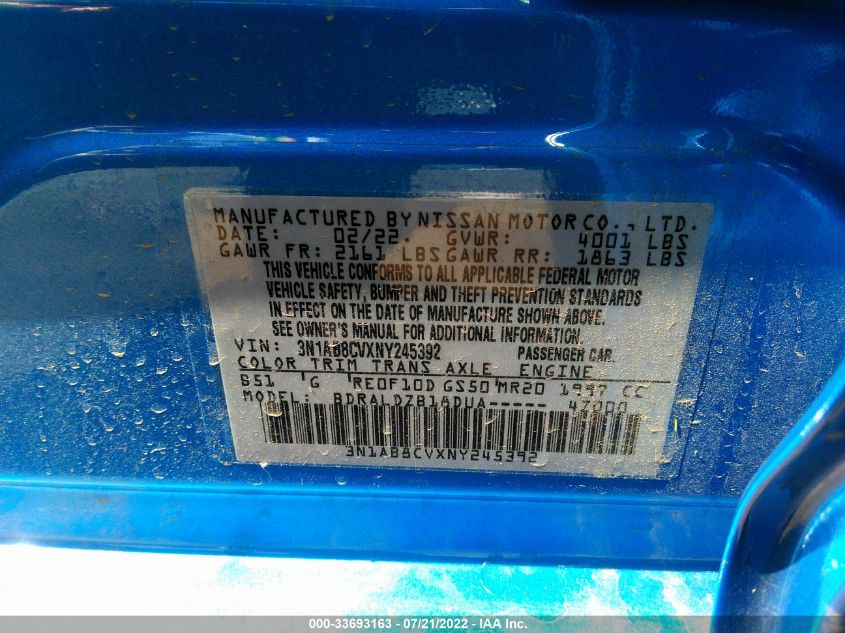 MANUFACTURED BY NISSAN MOTOR CO., LTD.
DATE: 02/22. GVWR: 4001 LBS
GAWR FR: 2161 LBS GAWR RR: 1863 LBS
THIS VEHICLE CONFORMS TO ALL APPLICABLE FEDERAL MOTOR
VEHICLE SAFETY, BUMPER AND THEFT PREVENTION STANDARDS
IN EFFECT ON THE DATE OF MANUFACTURE SHOWN ABOVE.
SEE OWNER'S MANUAL FOR ADDITIONAL INFORMATION.
VIN: 3N1AB8CVXNY245392 PASSENGER CAR.
COLOR TRIM TRANS AXLE ENGINE
B51 G RE0F10D GS50 MR20 1997 CC
MODEL: BDRALDZB18DUA----- 47000
3N1AB8CVXNY245392
000-33693163 - 07/21/2022 - IAA Inc.